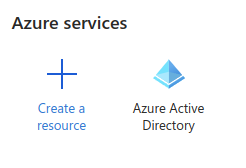 Azure services
Create a
resource
Azure Active
Directory